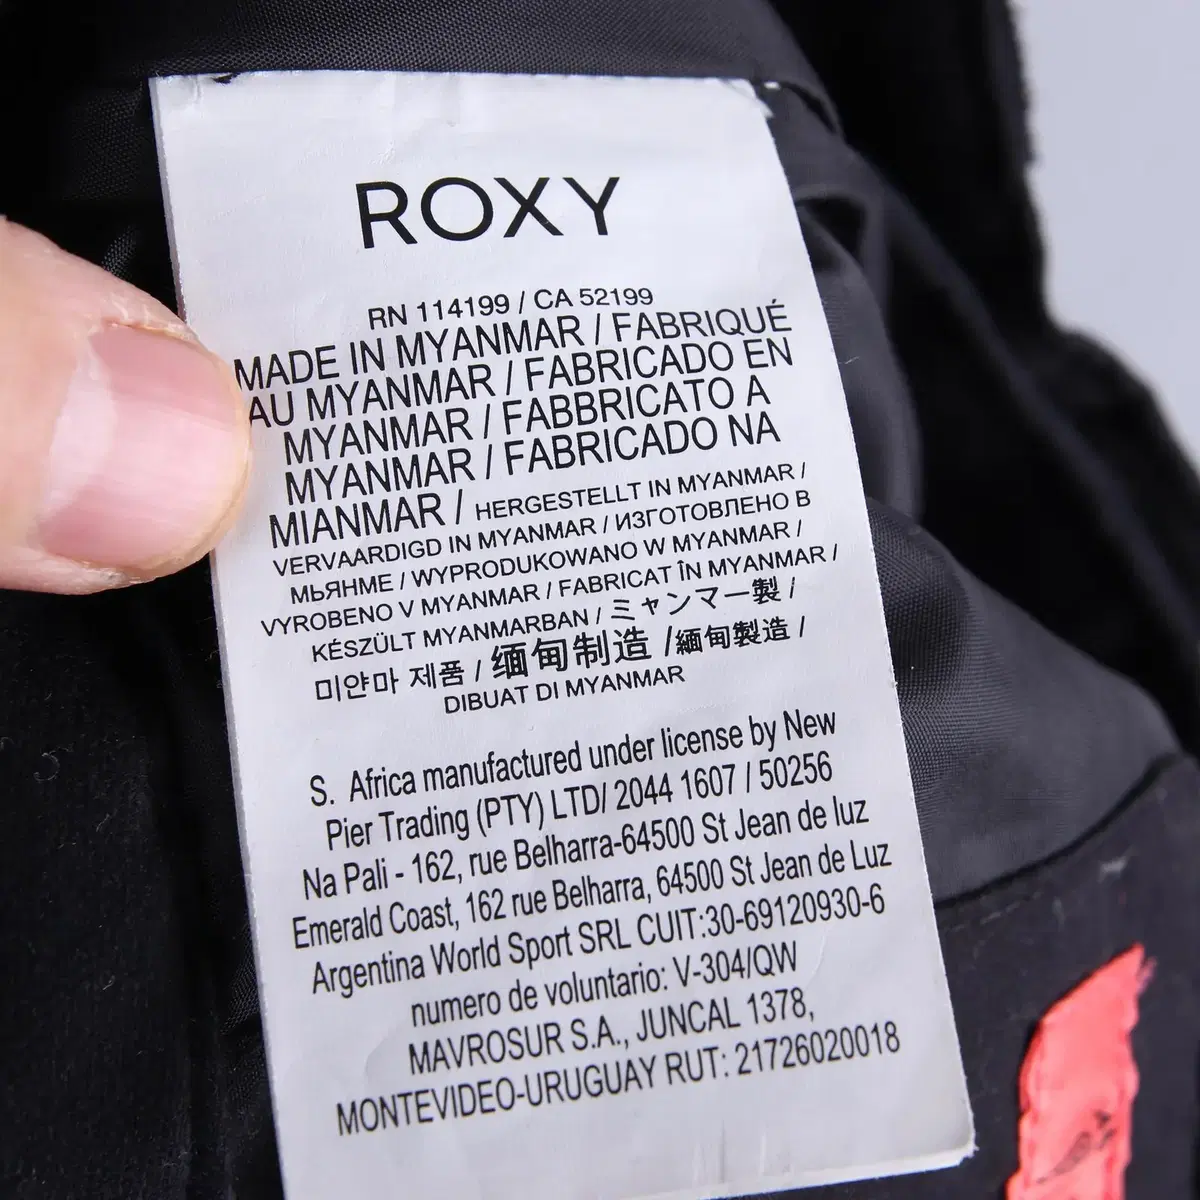 ROXY
RN 114199 / CA 52199
MADE IN MYANMAR / FABRIQUÉ
AU MYANMAR / FABRICADO EN
MYANMAR / FABBRICATO A
MYANMAR / FABRICADO NA
MIANMAR / HERGESTELLT IN MYANMAR /
VERVAARDIGD IN MYANMAR / ИЗГОТОВЛЕНО В
МЬЯНМЕ / WYPRODUKOWANO W MYANMAR /
VYROBENO V MYANMAR / FABRICAT ÎN MYANMAR /
KÉSZÜLT MYANMARBAN / ミャンマー製 /
미얀마 제품 / 缅甸制造 /緬甸製造 /
DIBUAT DI MYANMAR
S. Africa manufactured under license by New
Pier Trading (PTY) LTD/ 2044 1607 / 50256
Na Pali - 162, rue Belharra-64500 St Jean de luz
Emerald Coast, 162 rue Belharra, 64500 St Jean de Luz
Argentina World Sport SRL CUIT:30-69120930-6
numero de voluntario: V-304/QW
MAVROSUR S.A., JUNCAL 1378,
MONTEVIDEO-URUGUAY RUT: 21726020018